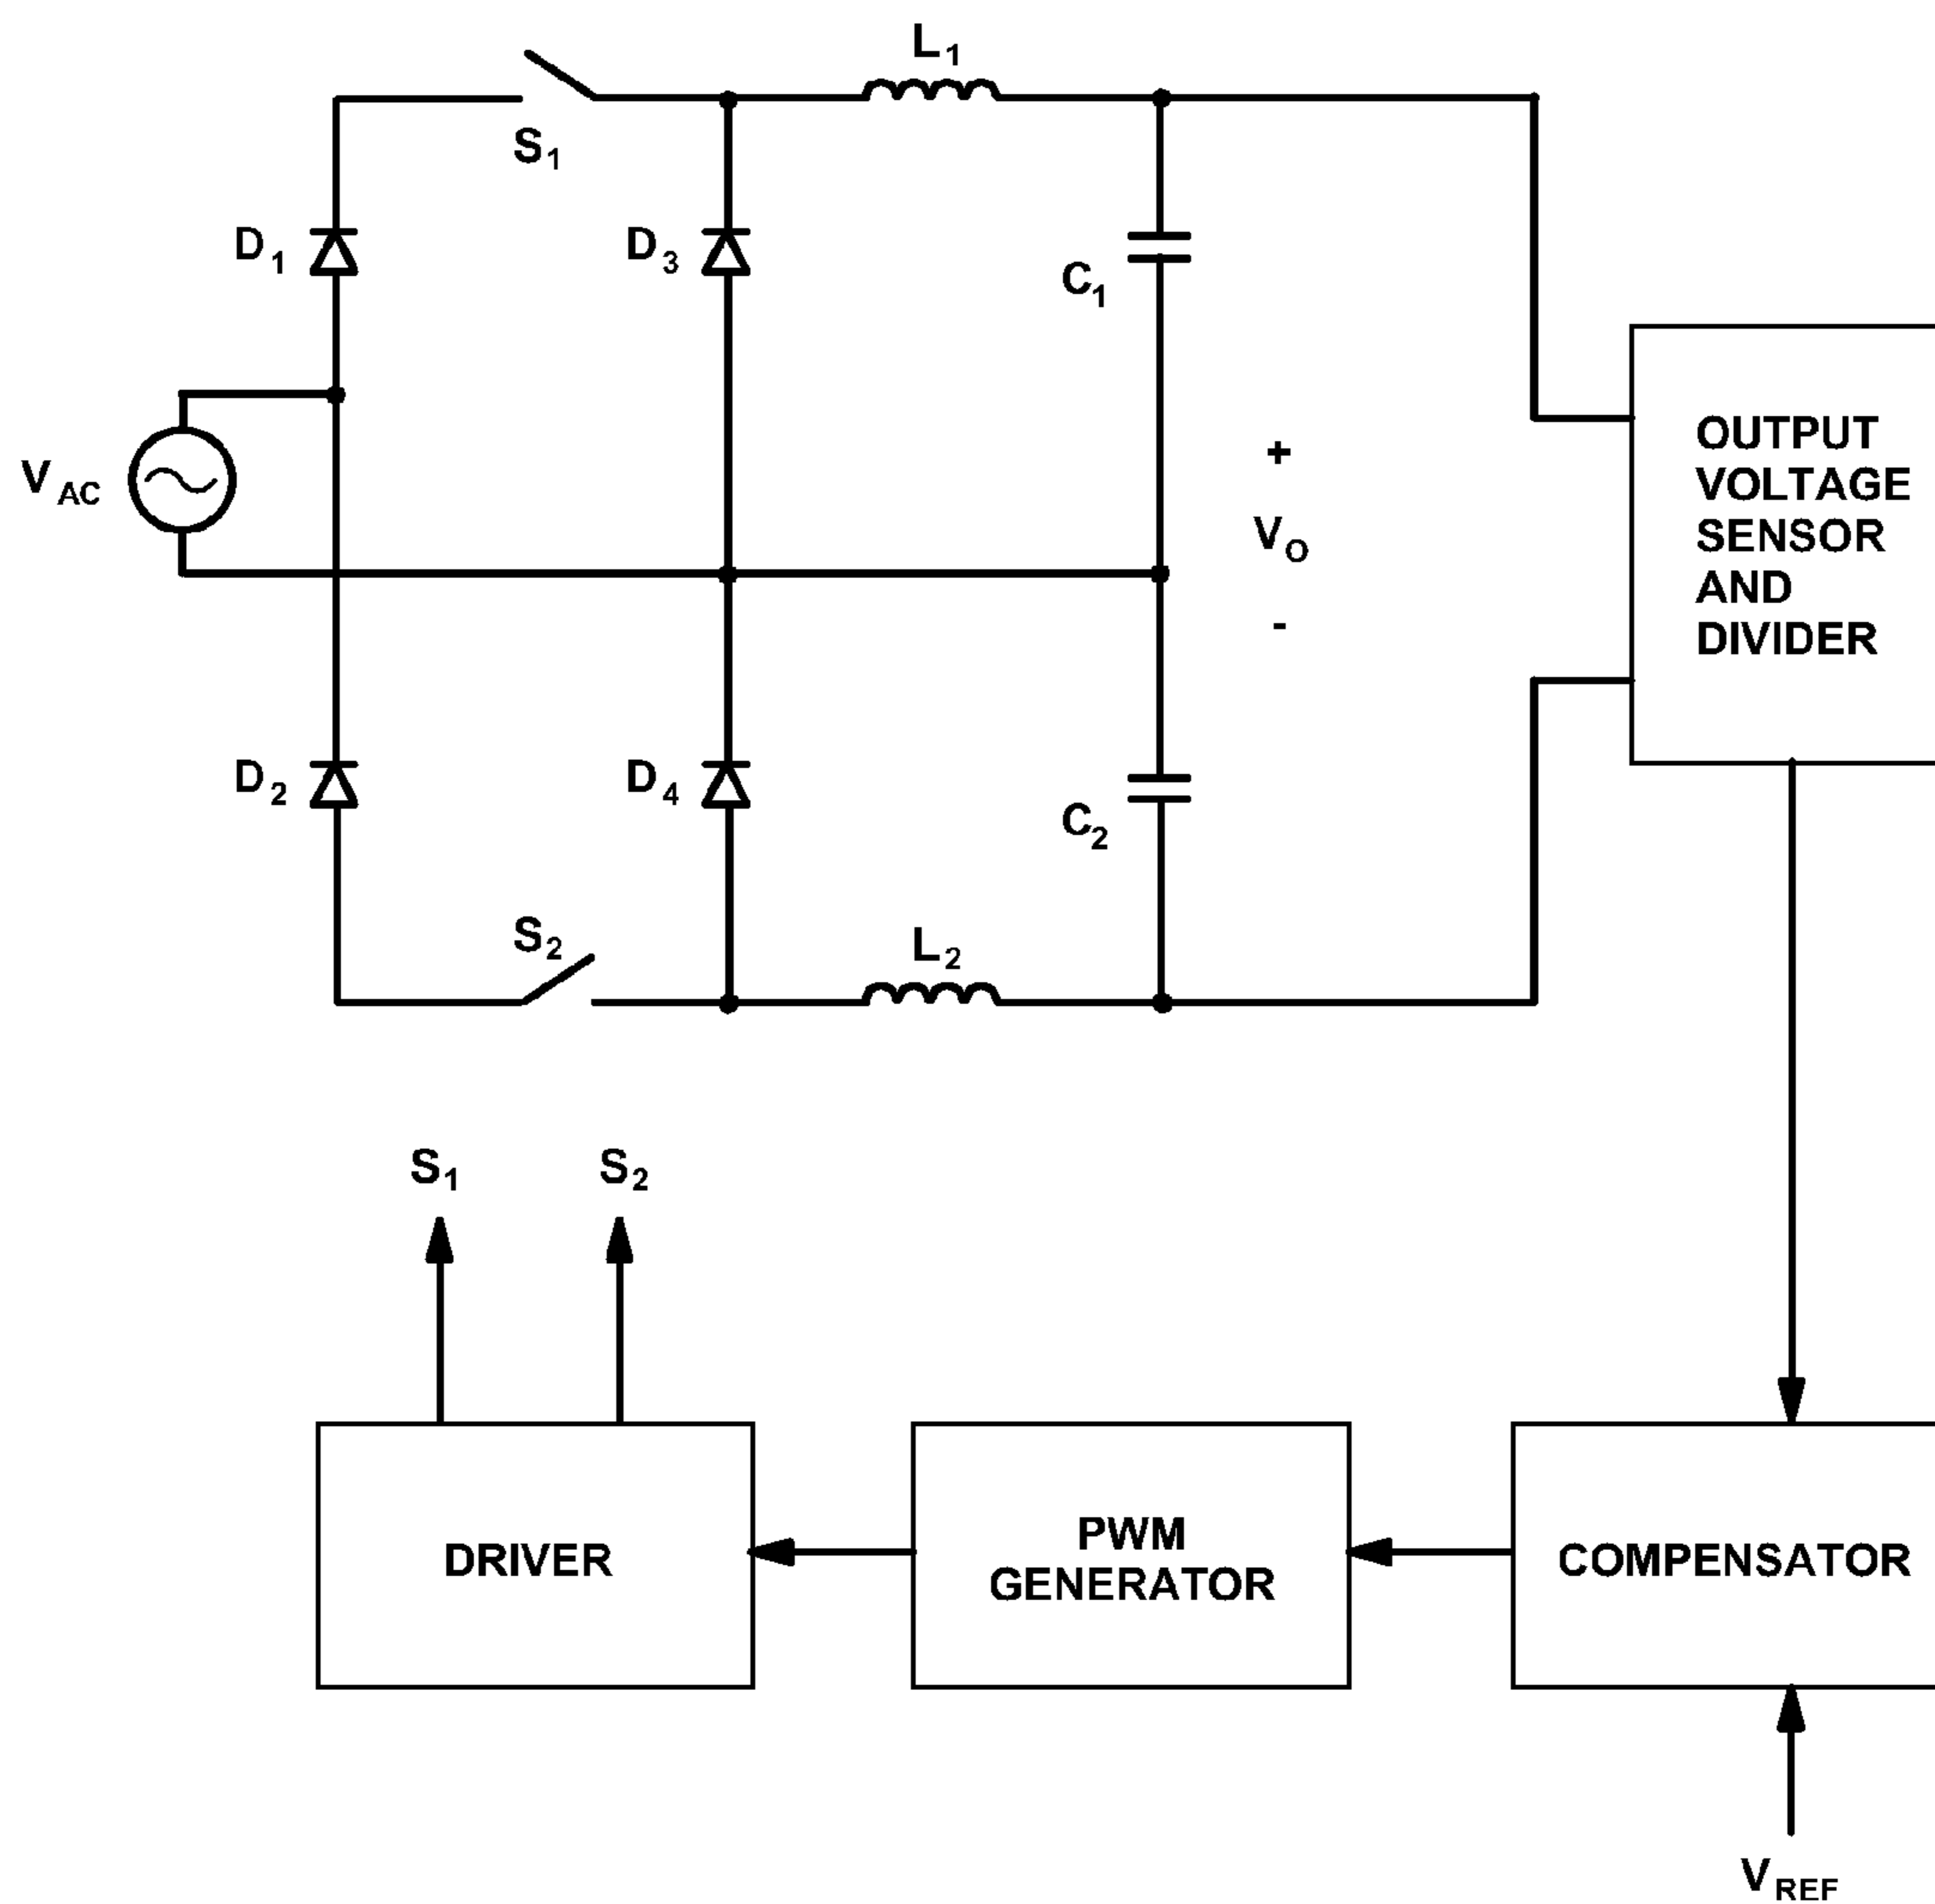 L1
S1
D1
D3
C1
OUTPUT
VOLTAGE
SENSOR
AND
DIVIDER
+
VAC
VO
-
D2
D4
C2
S2
L2
S1
S2
DRIVER
PWM
GENERATOR
COMPENSATOR
VREF